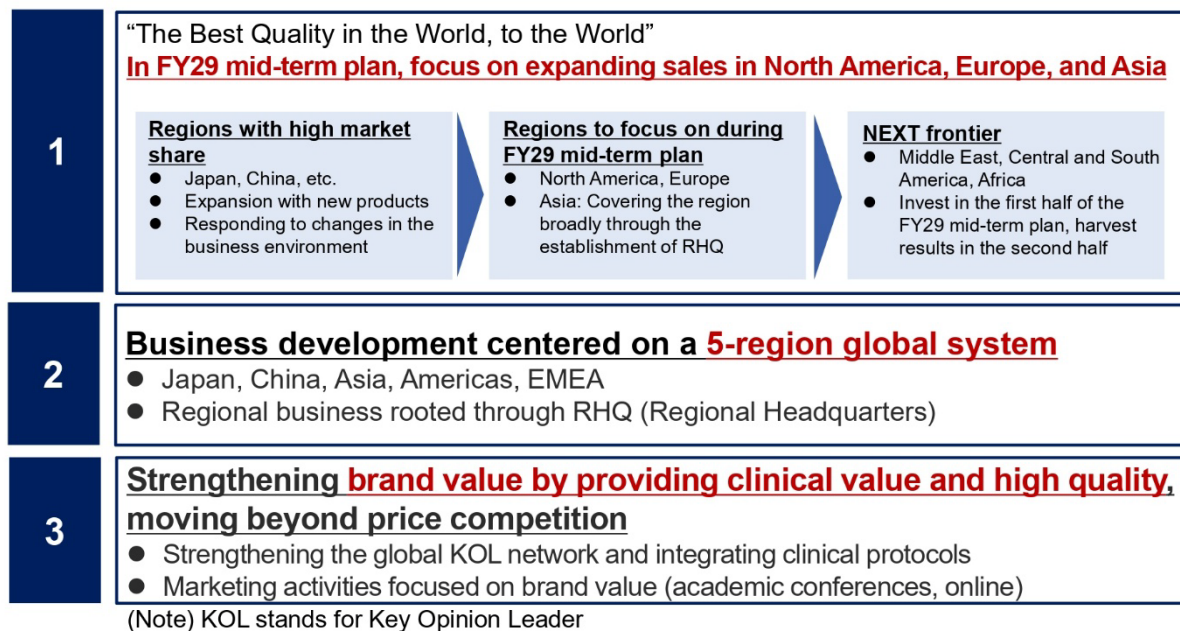 1
“The Best Quality in the World, to the World”
In FY29 mid-term plan, focus on expanding sales in North America, Europe, and Asia
Regions with high market
share
● Japan, China, etc.
● Expansion with new products
● Responding to changes in the
business environment
Regions to focus on during
FY29 mid-term plan
● North America, Europe
● Asia: Covering the region
broadly through the
establishment of RHQ
NEXT frontier
● Middle East, Central and South
America, Africa
● Invest in the first half of the
FY29 mid-term plan, harvest
results in the second half
2
Business development centered on a 5-region global system
● Japan, China, Asia, Americas, EMEA
● Regional business rooted through RHQ (Regional Headquarters)
3
Strengthening brand value by providing clinical value and high quality,
moving beyond price competition
● Strengthening the global KOL network and integrating clinical protocols
● Marketing activities focused on brand value (academic conferences, online)
(Note) KOL stands for Key Opinion Leader